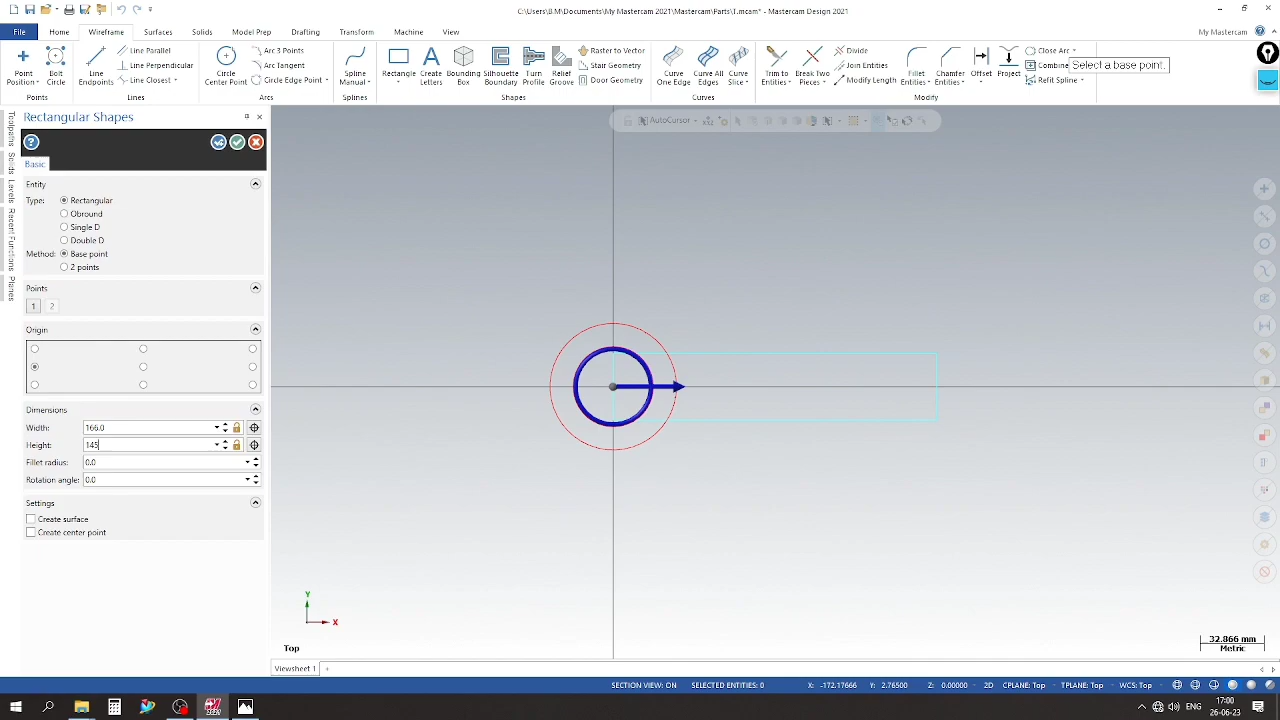 C:\Users\B.M\Documents\My Mastercam 2021\Mastercam\Parts\T.mcam* - Mastercam Design 2021
File Home Wireframe Surfaces Solids Model Prep Drafting Transform Machine View My Mastercam
Point Position
Bolt Circle
Points
Line Endpoints
Line Parallel
Line Perpendicular
Line Closest
Lines
Circle Center Point
Arc 3 Points
Arc Tangent
Circle Edge Point
Arcs
Spline Manual
Splines
Rectangle
Create Letters
Bounding Box
Silhouette Boundary
Turn Profile
Relief Groove
Raster to Vector
Stair Geometry
Door Geometry
Shapes
Curve One Edge
Curve All Edges
Curve Slice
Curves
Trim to Entities
Break Two Pieces
Divide
Join Entities
Modify Length
Fillet Entities
Chamfer Entities
Offset
Project
Close Arc
Combine
Refit Spline
Modify
Select a base point.
Toolpaths
Solids
Levels
Recent Functions
Planes
Rectangular Shapes
Basic
Entity
Type: Rectangular
Obround
Single D
Double D
Method: Base point
2 points
Points
1 2
Origin
Dimensions
Width: 166.0
Height: 145
Fillet radius: 0.0
Rotation angle: 0.0
Settings
Create surface
Create center point
AutoCursor
Y
X
Top
32.866 mm
Metric
Viewsheet 1 +
SECTION VIEW: ON SELECTED ENTITIES: 0 X: -172.17666 Y: 2.76500 Z: 0.00000 2D CPLANE: Top TPLANE: Top WCS: Top
ENG
17:00
26-06-23